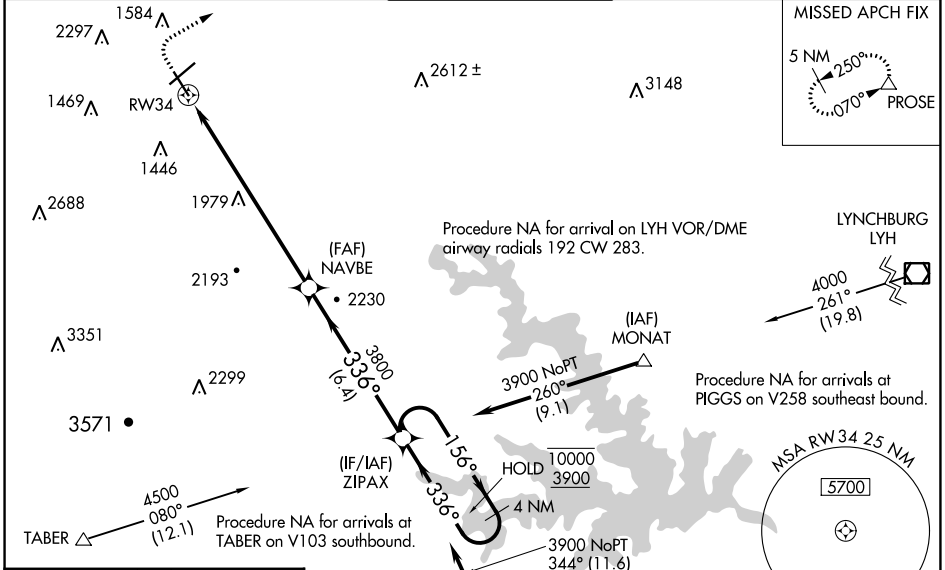 1584
2297
1469
RW34
1446
2688
1979
2612 ±
3148
MISSED APCH FIX
5 NM
250°
070°
PROSE
Procedure NA for arrival on LYH VOR/DME
airway radials 192 CW 283.
LYNCHBURG
LYH
4000
261°
(19.8)
(FAF)
NAVBE
2193
2230
3351
2299
3571
3800
336°
(6.4)
(IAF)
MONAT
3900 NoPT
260°
(9.1)
Procedure NA for arrivals at
PIGGS on V258 southeast bound.
(IF/IAF)
ZIPAX
156°
336°
HOLD
10000
3900
4 NM
MSA RW34 25 NM
5700
4500
080°
(12.1)
TABER
Procedure NA for arrivals at
TABER on V103 southbound.
3900 NoPT
344° (11.6)